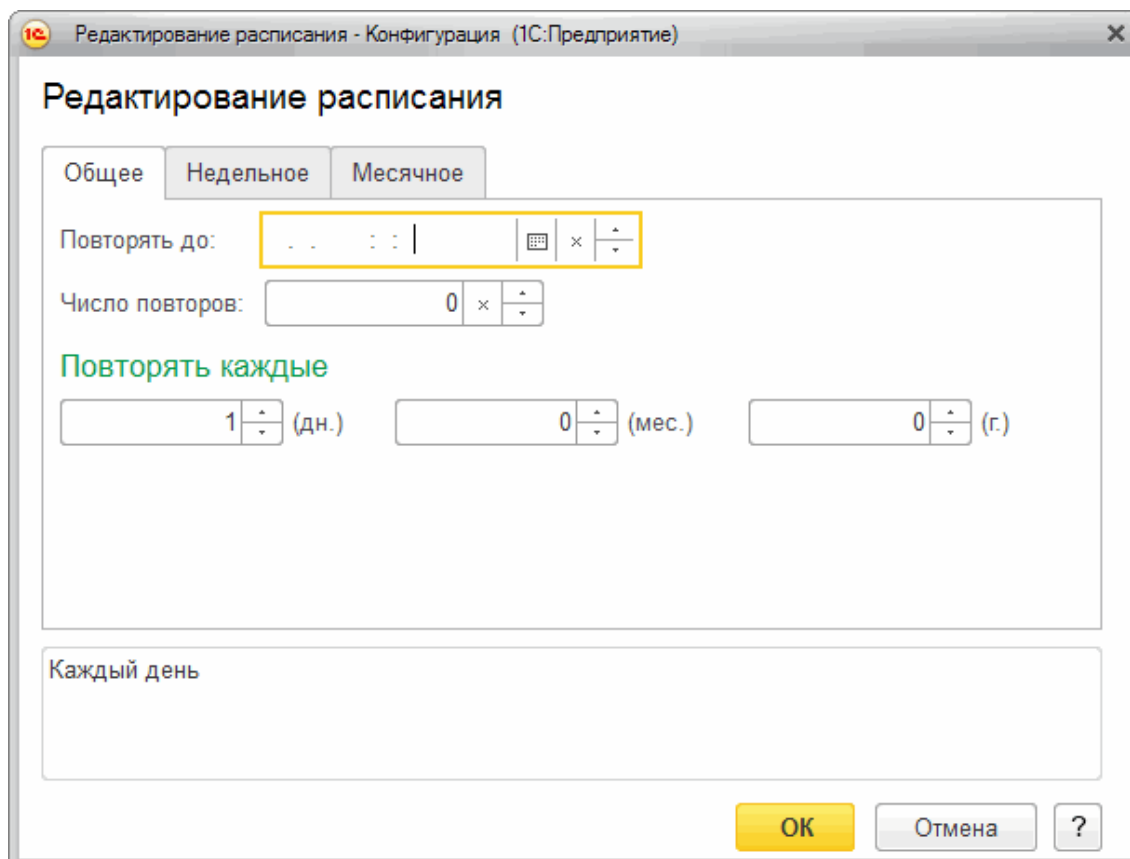 1С Редактирование расписания - Конфигурация (1С:Предприятие)
Редактирование расписания
Общее Недельное Месячное
Повторять до: . . : :
Число повторов: 0
Повторять каждые
1 (дн.) 0 (мес.) 0 (г.)
Каждый день
ОК Отмена ?